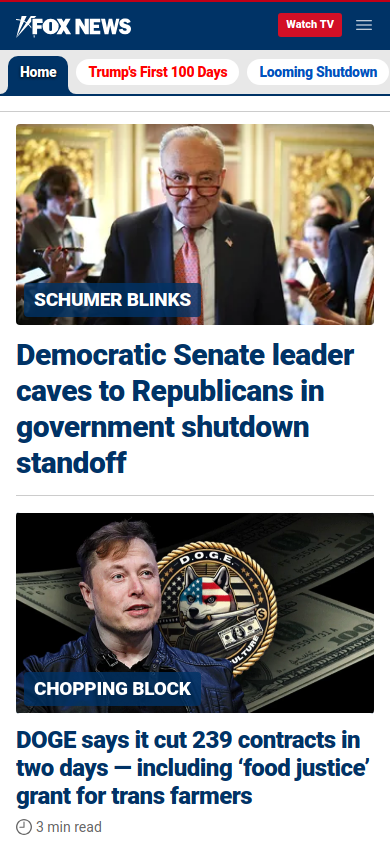 FOX NEWS
Watch TV
Home
Trump's First 100 Days
Looming Shutdown
SCHUMER BLINKS
Democratic Senate leader
caves to Republicans in
government shutdown
standoff
D.O.G.E.
CHOPPING BLOCK
DOGE says it cut 239 contracts in
two days — including ‘food justice’
grant for trans farmers
3 min read